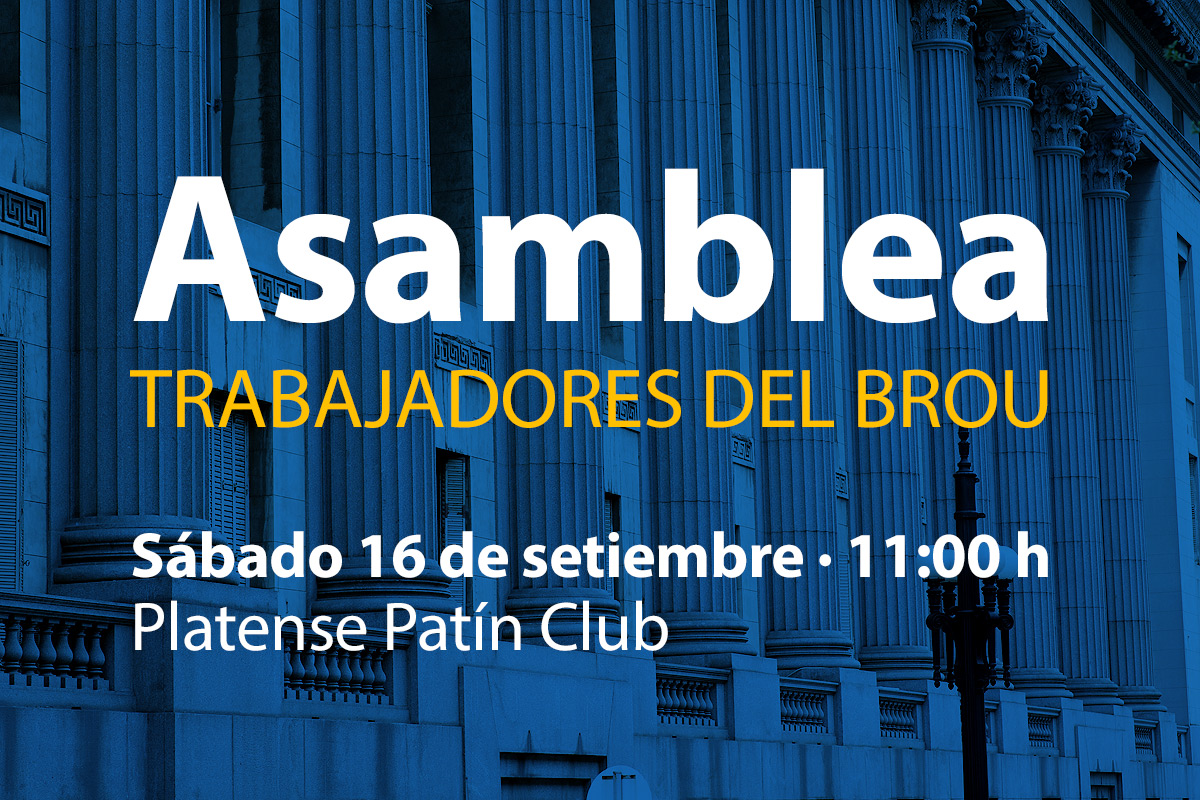 Asamblea
TRABAJADORES DEL BROU
Sábado 16 de setiembre · 11:00 h
Platense Patín Club